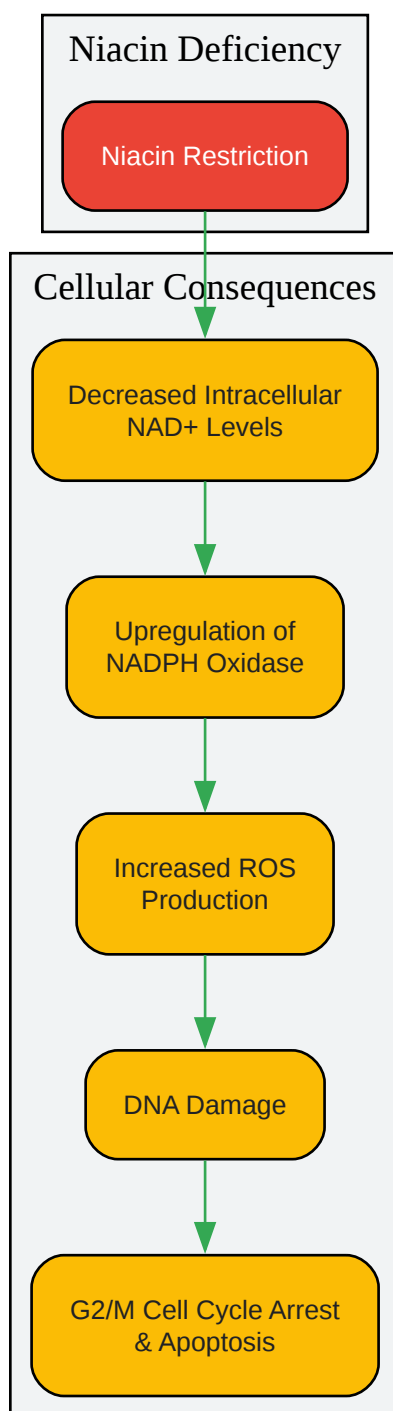 Niacin Deficiency
Niacin Restriction
Cellular Consequences
Decreased Intracellular
NAD+ Levels
Upregulation of
NADPH Oxidase
Increased ROS
Production
DNA Damage
G2/M Cell Cycle Arrest
& Apoptosis